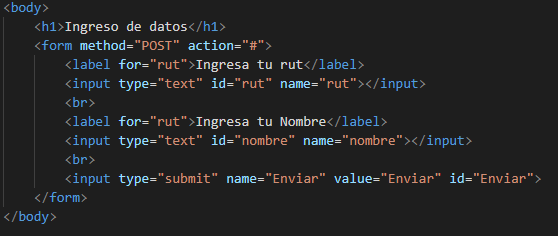 <body>
<h1>Ingreso de datos</h1>
<form method="POST" action="#">
<label for="rut">Ingresa tu rut</label>
<input type="text" id="rut" name="rut"></input>
<br>
<label for="rut">Ingresa tu Nombre</label>
<input type="text" id="nombre" name="nombre"></input>
<br>
<input type="submit" name="Enviar" value="Enviar" id="Enviar">
</form>
</body>